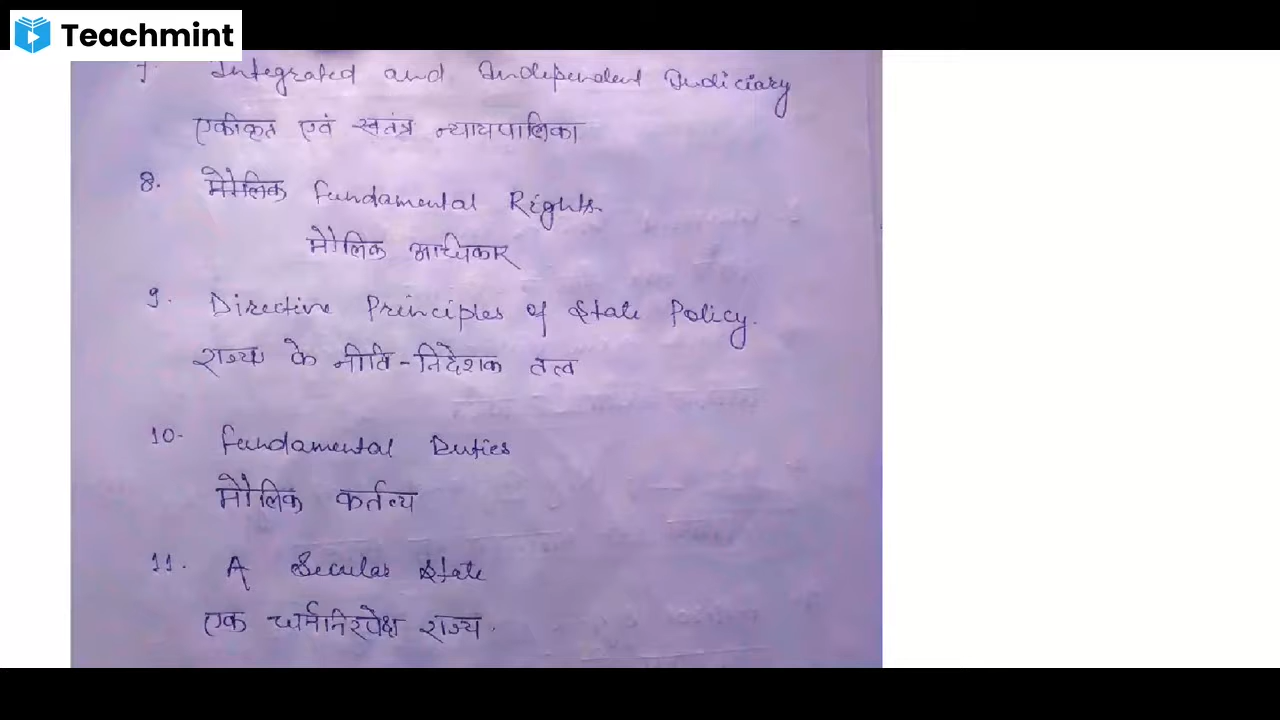 Teachmint
7. Integrated and Independent Judiciary
एकीकृत एवं स्वतंत्र न्यायपालिका
8. मौलिक Fundamental Rights.
मौलिक अधिकार
9. Directive Principles of State Policy.
राज्य के नीति-निदेशक तत्व
10. Fundamental Duties
मौलिक कर्तव्य
11. A Secular State
एक धर्मनिरपेक्ष राज्य.